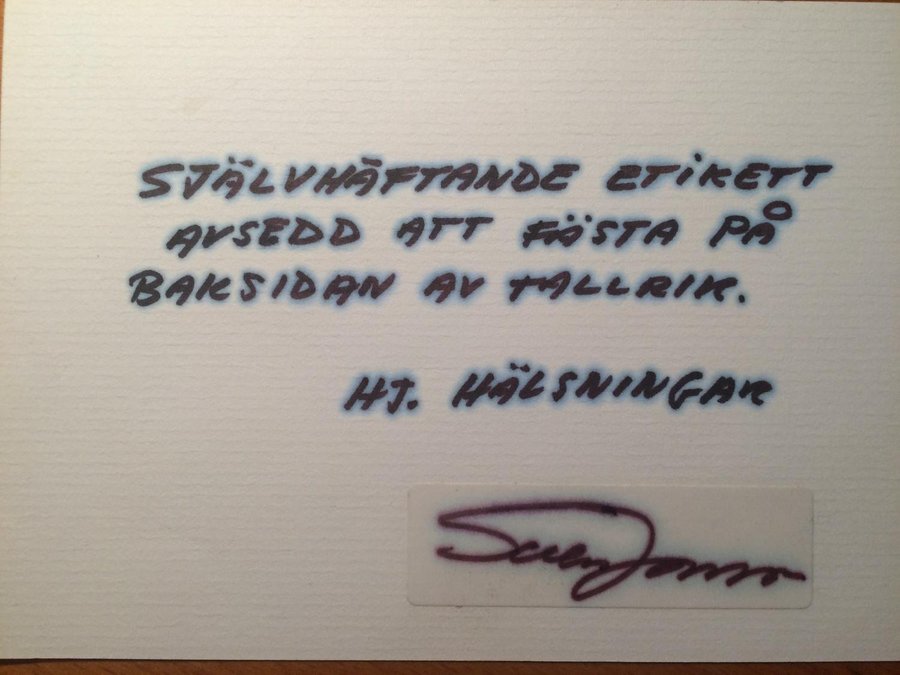 SJÄLVHÄFTANDE ETIKETT
AVSEDD ATT FÄSTA PÅ
BAKSIDAN AV TALLRIK.
HJ. HÄLSNINGAR